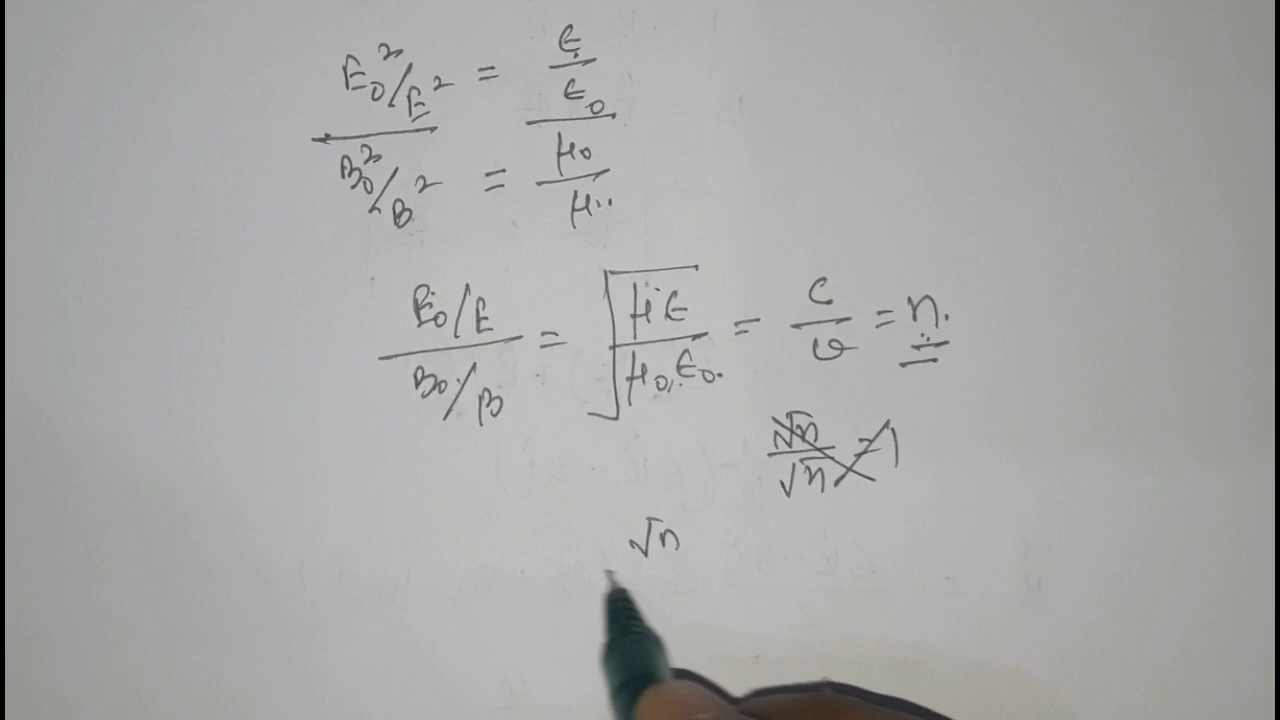 E₀²/E² = ϵ/ϵ₀
B₀²/B² = μ₀/μ
E₀/E / B₀/B = √με/μ₀ε₀ = c/v = n
√n/√n = 1
√n